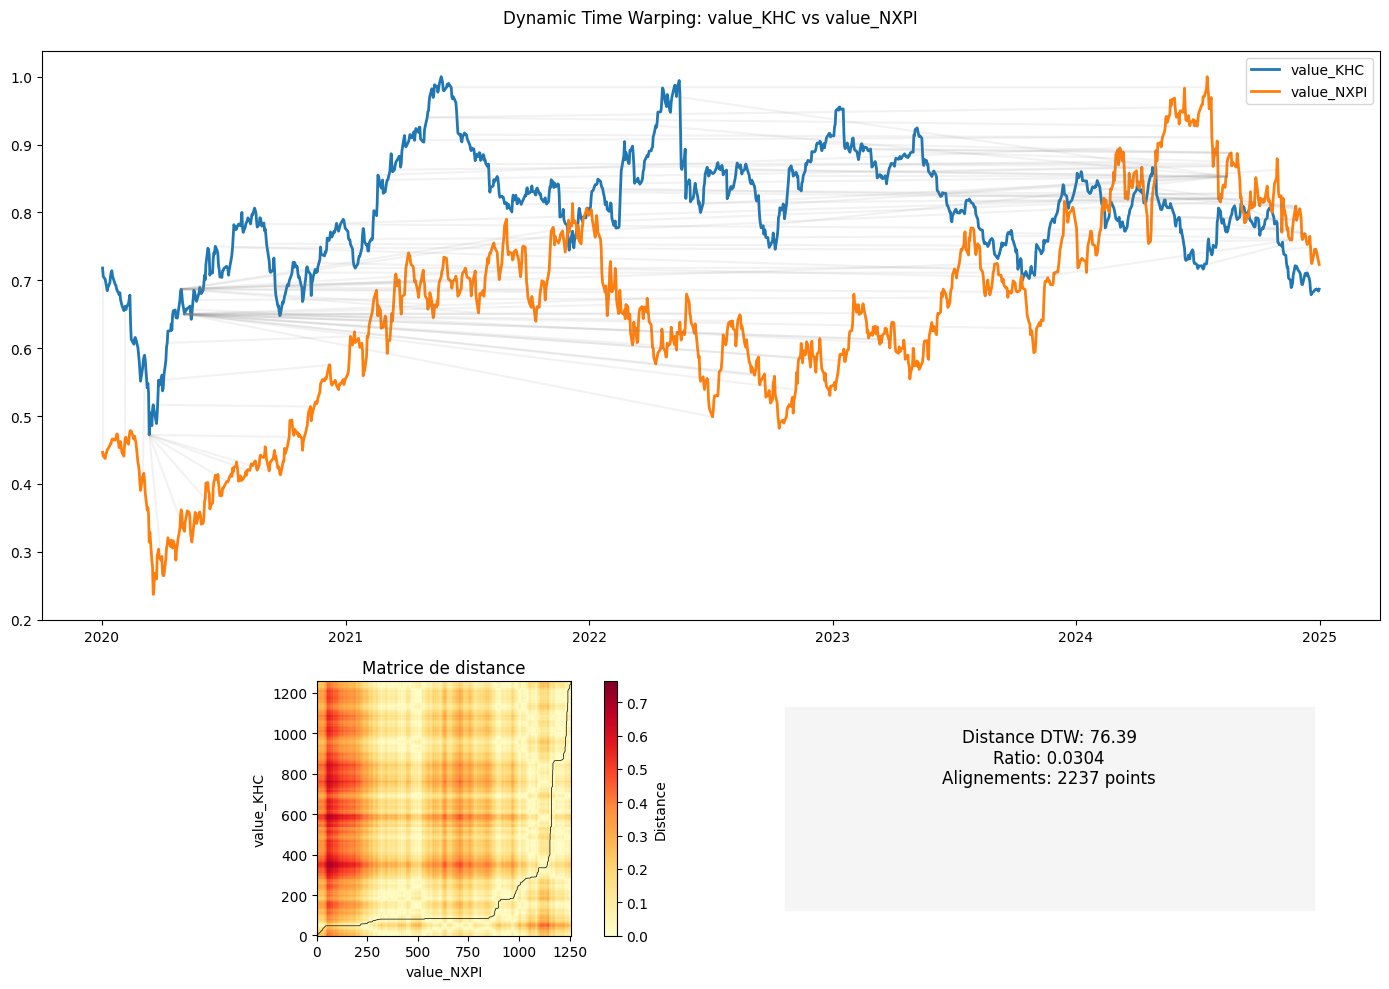 Dynamic Time Warping: value_KHC vs value_NXPI
value_KHC
value_NXPI
1.0
0.9
0.8
0.7
0.6
0.5
0.4
0.3
0.2
2020 2021 2022 2023 2024 2025
Matrice de distance
1200
1000
800
600
400
200
0
value_KHC
0 250 500 750 1000 1250
value_NXPI
0.7
0.6
0.5
0.4
0.3
0.2
0.1
0.0
Distance
Distance DTW: 76.39
Ratio: 0.0304
Alignements: 2237 points